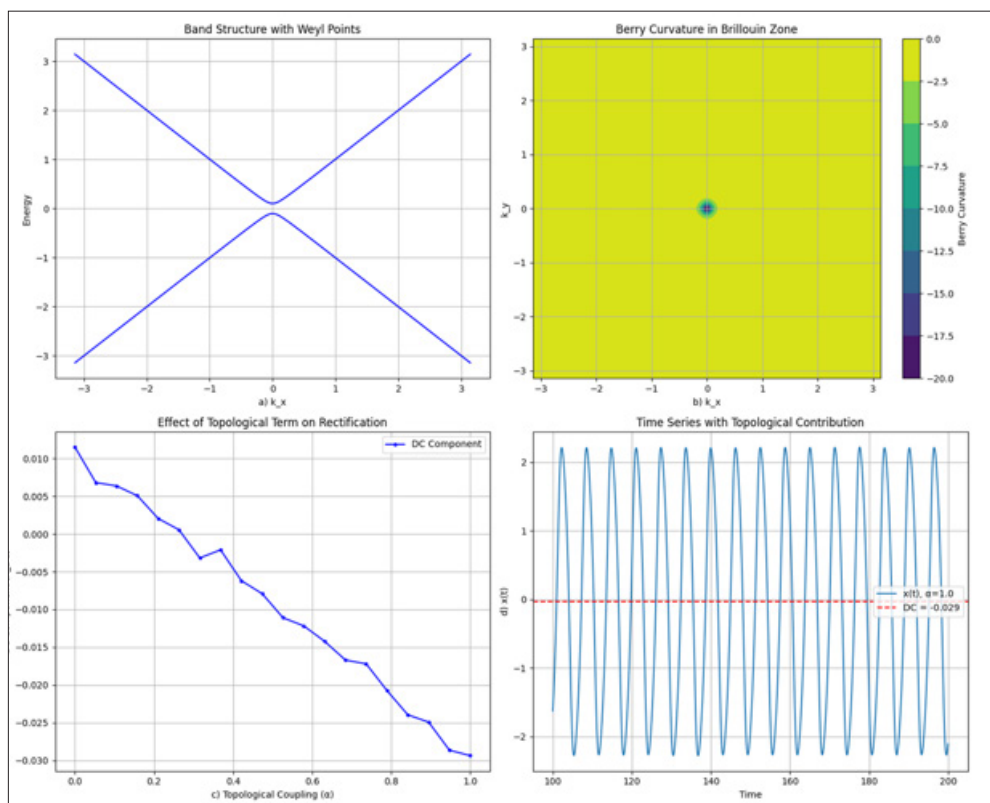 Band Structure with Weyl Points
3
2
1
0
−1
−2
−3
Energy
−3 −2 −1 0 1 2 3
a) k_x
Berry Curvature in Brillouin Zone
3
2
1
0
−1
−2
−3
k_y
−3 −2 −1 0 1 2 3
b) k_x
0.0
−2.5
−5.0
−7.5
−10.0
−12.5
−15.0
−17.5
−20.0
Berry Curvature
Effect of Topological Term on Rectification
DC Component
0.010
0.005
0.000
−0.005
−0.010
−0.015
−0.020
−0.025
−0.030
0.0 0.2 0.4 0.6 0.8 1.0
c) Topological Coupling (α)
Time Series with Topological Contribution
2
1
0
−1
−2
d) x(t)
x(t), α=1.0
DC = -0.029
100 120 140 160 180 200
Time